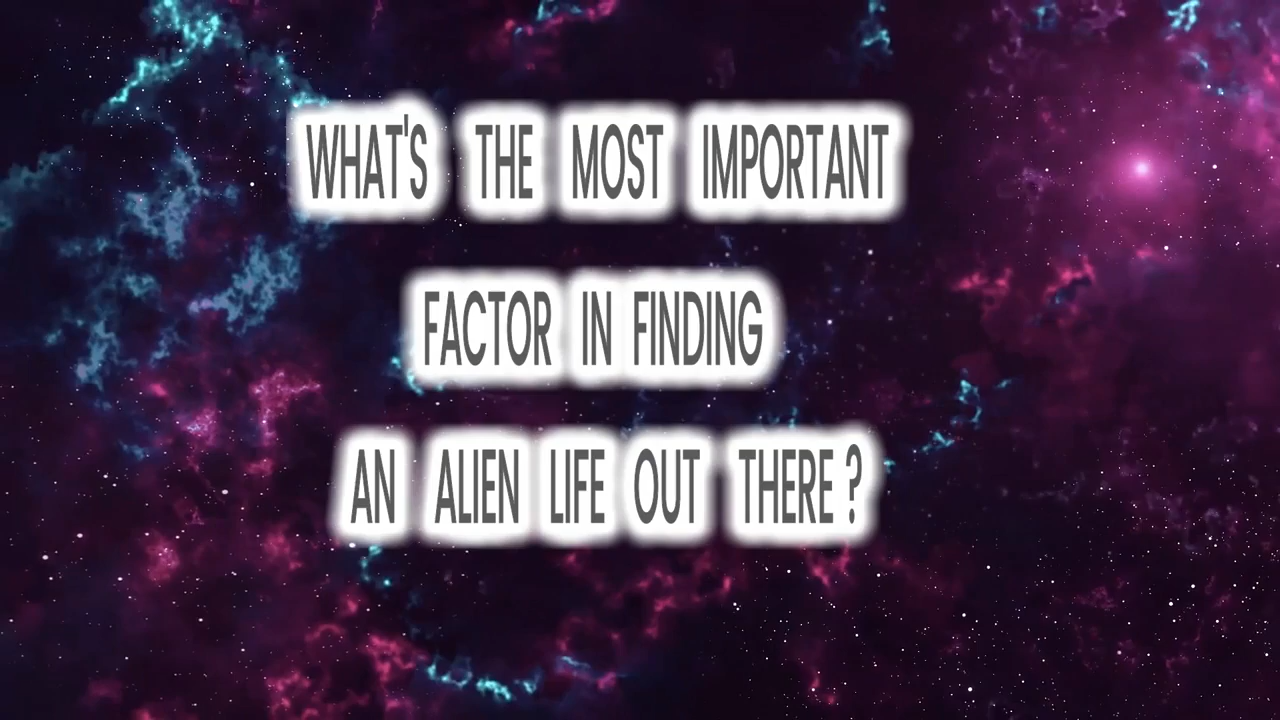 WHAT'S THE MOST IMPORTANT
FACTOR IN FINDING
AN ALIEN LIFE OUT THERE ?